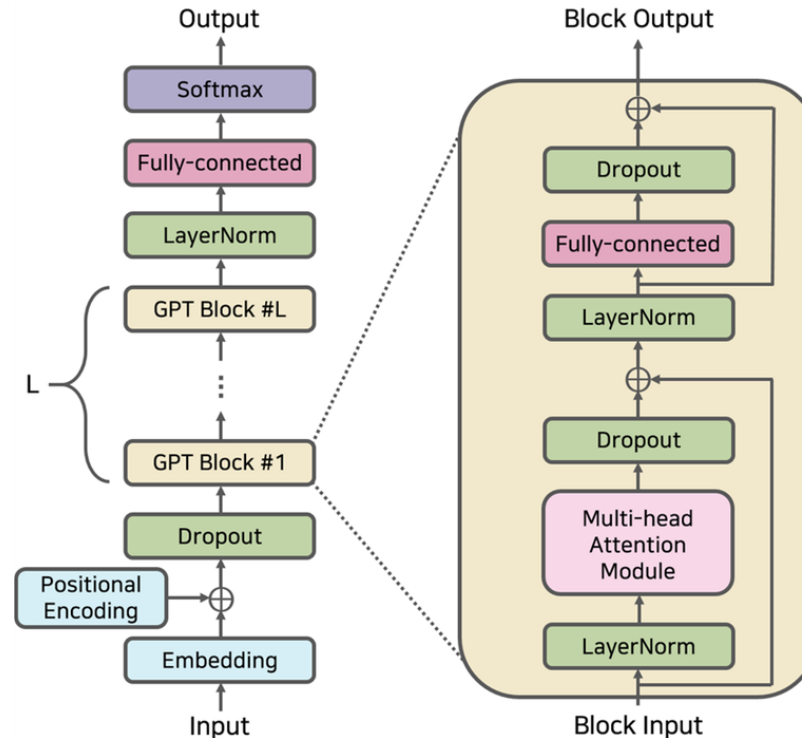 Output
Softmax
Fully-connected
LayerNorm
GPT Block #L
L
...
GPT Block #1
Dropout
Positional
Encoding
Embedding
Input
Block Output
Dropout
Fully-connected
LayerNorm
Dropout
Multi-head
Attention
Module
LayerNorm
Block Input